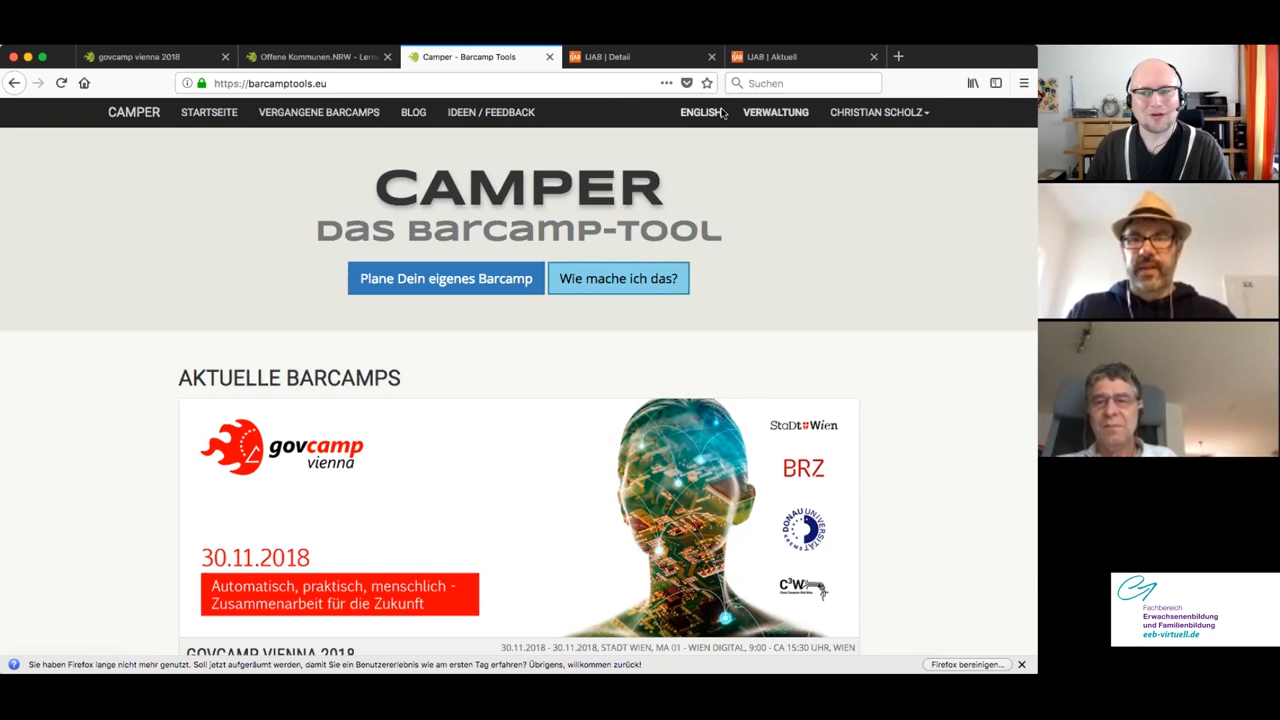 govcamp vienna 2018
Offene Kommunen.NRW - Lerni
Camper - Barcamp Tools
IJAB | Detail
IJAB | Aktuell
https://barcamptools.eu
Suchen
CAMPER
STARTSEITE
VERGANGENE BARCAMPS
BLOG
IDEEN / FEEDBACK
ENGLISH
VERWALTUNG
CHRISTIAN SCHOLZ
CAMPER
Das Barcamp-Tool
Plane Dein eigenes Barcamp
Wie mache ich das?
AKTUELLE BARCAMPS
govcamp
vienna
StaDt Wien
BRZ
DONAU
UNIVERSITÄT
KREMS
C³W
30.11.2018
Automatisch, praktisch, menschlich -
Zusammenarbeit für die Zukunft
GOVCAMP VIENNA 2018
30.11.2018 - 30.11.2018, STADT WIEN, MA 01 - WIEN DIGITAL, 9:00 - CA 15:30 UHR, WIEN
Sie haben Firefox lange nicht mehr genutzt. Soll jetzt aufgeräumt werden, damit Sie ein Benutzererlebnis wie am ersten Tag erfahren? Übrigens, willkommen zurück!
Firefox bereinigen...
Fachbereich
Erwachsenenbildung
und Familienbildung
eeb-virtuell.de